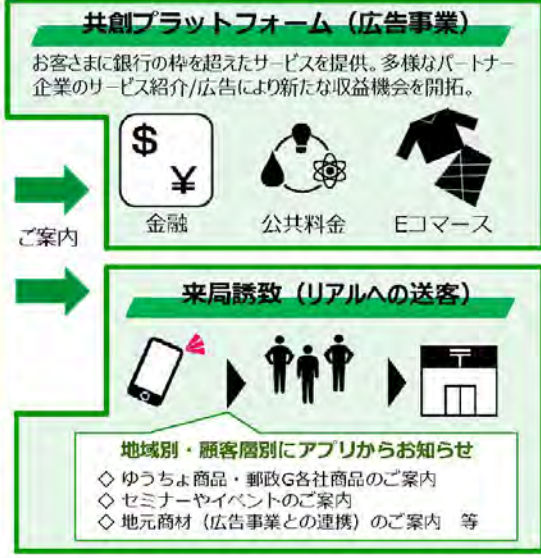 共創プラットフォーム（広告事業）
お客さまに銀行の枠を超えたサービスを提供。多様なパートナー
企業のサービス紹介/広告により新たな収益機会を開拓。
$
¥
金融
公共料金
Eコマース
ご案内
来局誘致（リアルへの送客）
〒
地域別・顧客層別にアプリからお知らせ
◇ ゆうちょ商品・郵政G各社商品のご案内
◇ セミナーやイベントのご案内
◇ 地元商材（広告事業との連携）のご案内　等